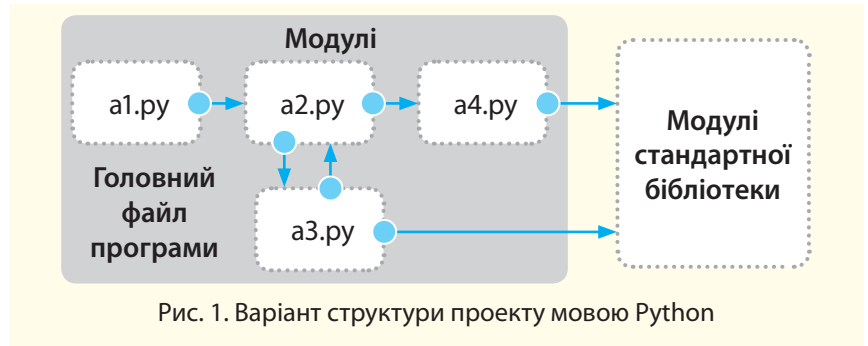 Модулі
a1.py
a2.py
a4.py
Модулі
стандартної
бібліотеки
Головний
файл
програми
a3.py
Рис. 1. Варіант структури проекту мовою Python